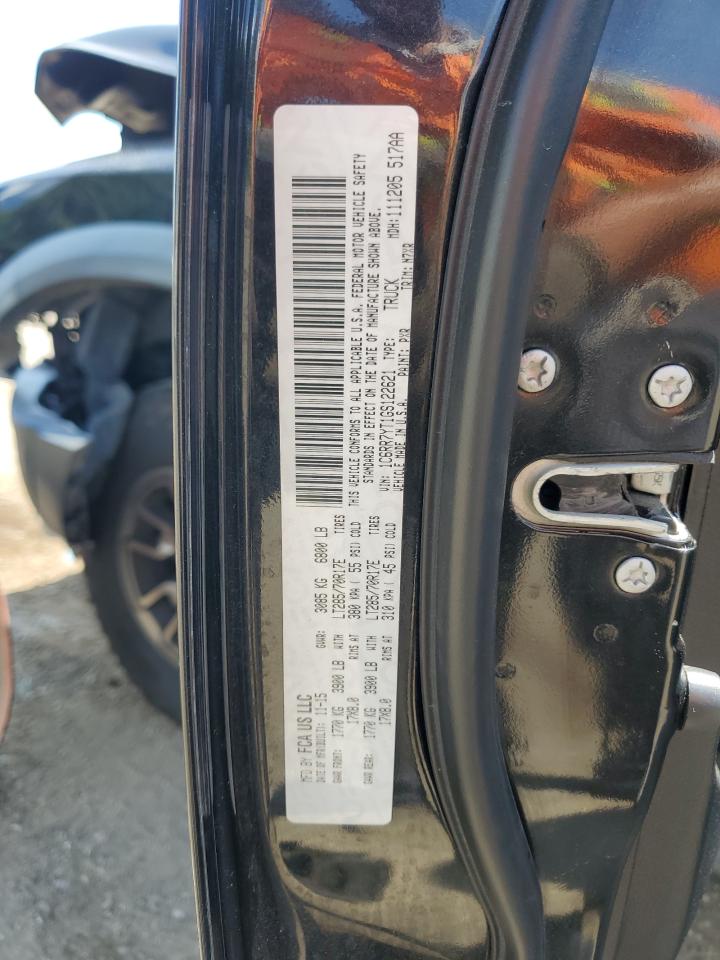 MFD BY FCA US LLC
DATE OF MFR(BUILT): 11-15 GVWR: 3085 KG 6800 LB
GAWR FRONT: 1770 KG 3900 LB WITH LT285/70R17E TIRES
17X8.0 RIMS AT 380 KPA ( 55 PSI) COLD
GAWR REAR: 1770 KG 3900 LB WITH LT285/70R17E TIRES
17X8.0 RIMS AT 310 KPA ( 45 PSI) COLD
THIS VEHICLE CONFORMS TO ALL APPLICABLE U.S.A. FEDERAL MOTOR VEHICLE SAFETY
STANDARDS IN EFFECT ON THE DATE OF MANUFACTURE SHOWN ABOVE.
VIN: 1C6RR7YT1GS122621 TYPE: TRUCK MDH:111205 517AA
VEHICLE MADE IN U.S.A. PAINT: PXR TRIM: N7XR